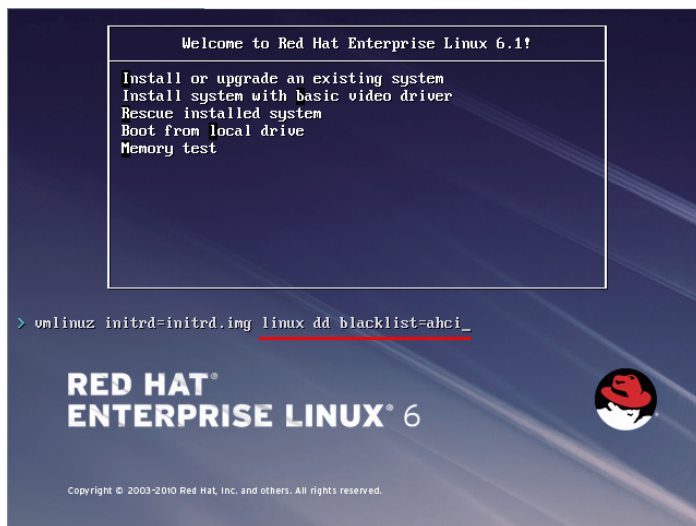 Welcome to Red Hat Enterprise Linux 6.1!
Install or upgrade an existing system
Install system with basic video driver
Rescue installed system
Boot from local drive
Memory test
> vmlinuz initrd=initrd.img linux dd blacklist=ahci_
RED HAT®
ENTERPRISE LINUX® 6
Copyright © 2003-2010 Red Hat, Inc. and others. All rights reserved.